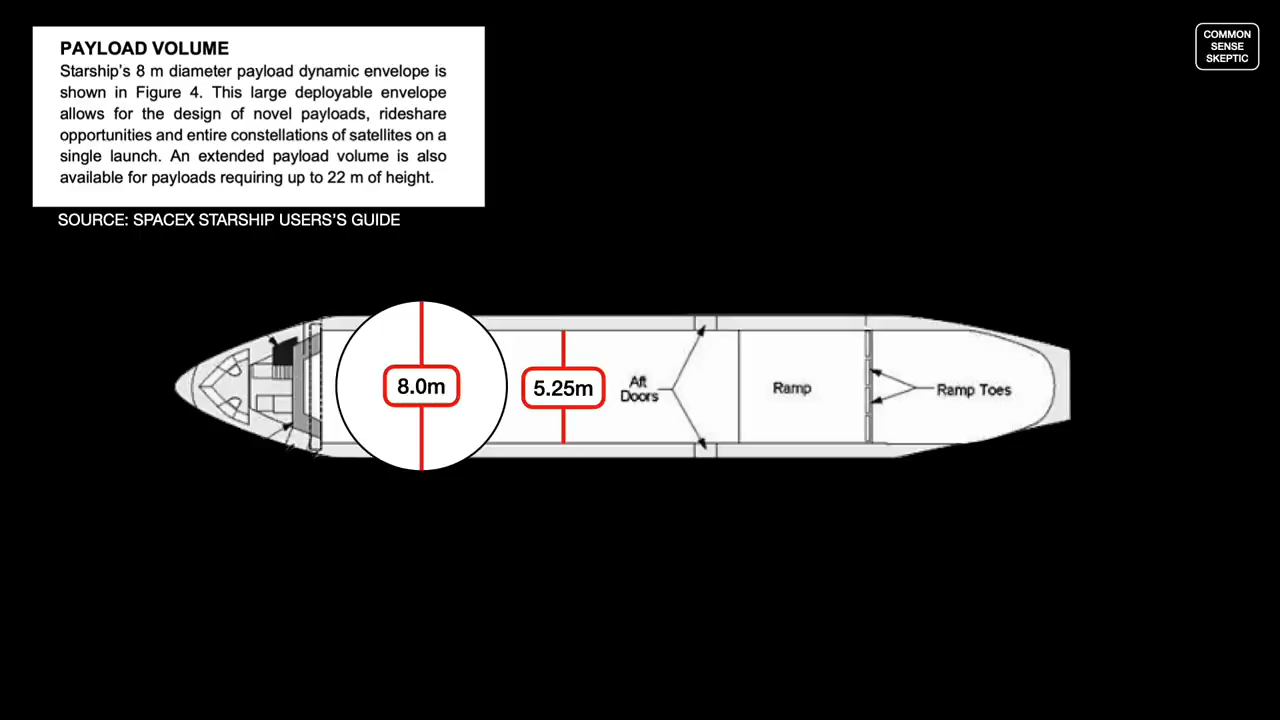 PAYLOAD VOLUME
Starship's 8 m diameter payload dynamic envelope is
shown in Figure 4. This large deployable envelope
allows for the design of novel payloads, rideshare
opportunities and entire constellations of satellites on a
single launch. An extended payload volume is also
available for payloads requiring up to 22 m of height.
SOURCE: SPACEX STARSHIP USERS'S GUIDE
COMMON
SENSE
SKEPTIC
8.0m
5.25m
Aft
Doors
Ramp
Ramp Toes